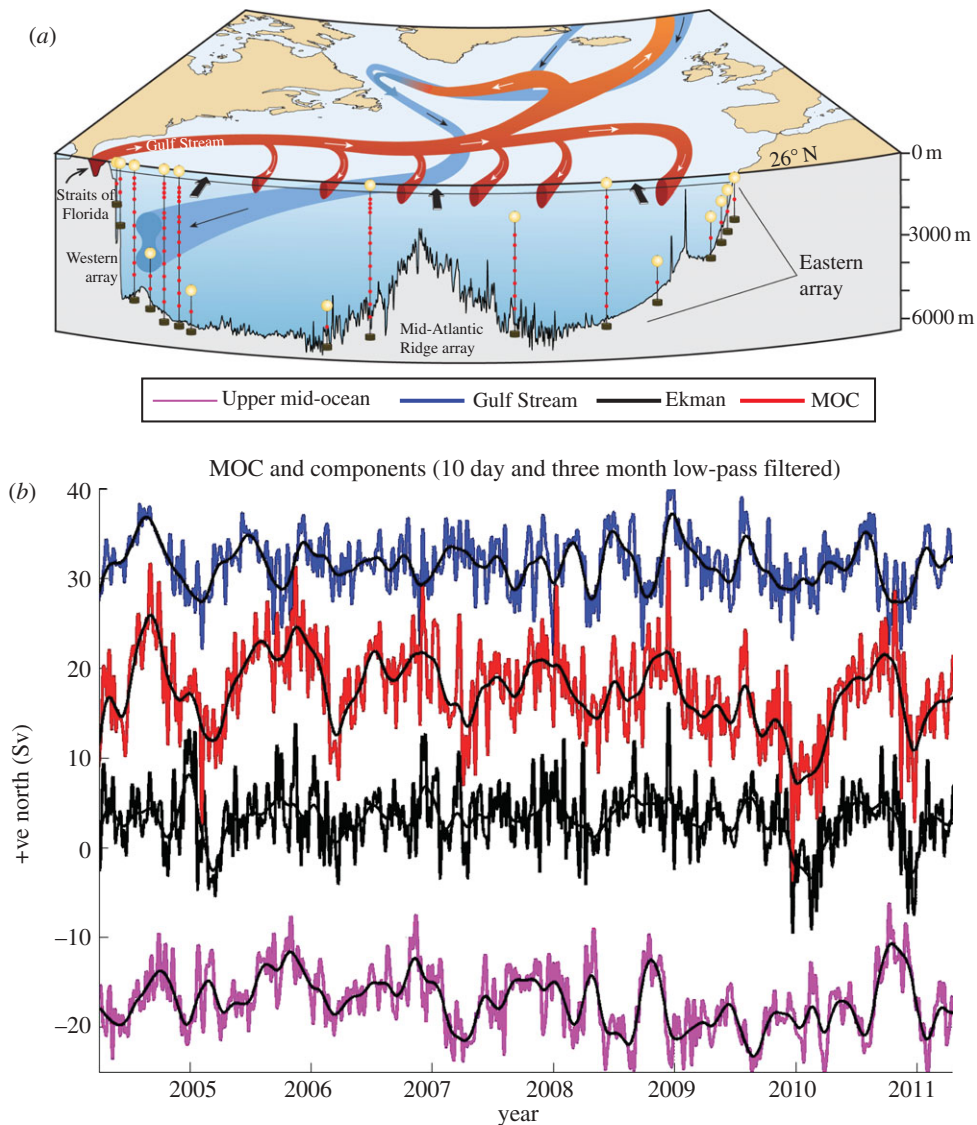 (a)
Gulf Stream
26° N
0 m
Straits of
Florida
Western
array
3000 m
Eastern
array
Mid-Atlantic
Ridge array
6000 m
Upper mid-ocean Gulf Stream Ekman MOC
MOC and components (10 day and three month low-pass filtered)
(b)
40
30
20
10
0
–10
–20
+ve north (Sv)
2005 2006 2007 2008 2009 2010 2011
year